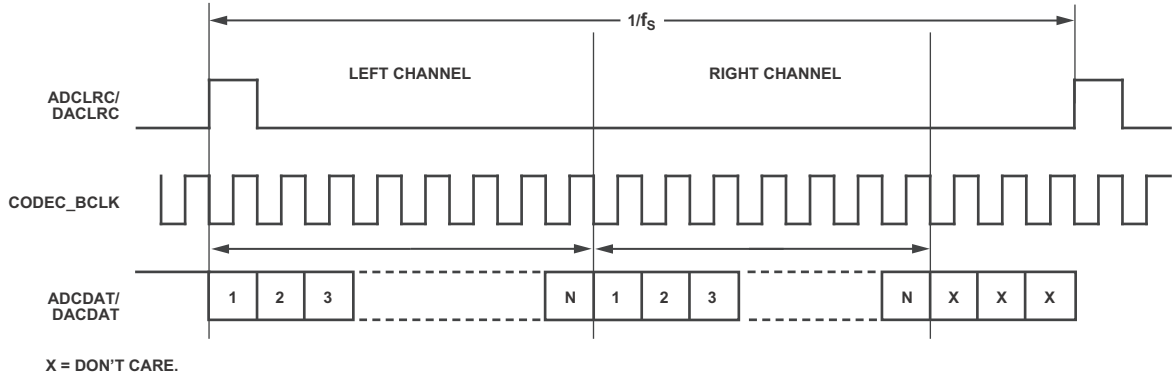 1/fS
LEFT CHANNEL RIGHT CHANNEL
ADCLRC/
DACLRC
CODEC_BCLK
ADCDAT/
DACDAT
1 2 3 N 1 2 3 N X X X
X = DON'T CARE.